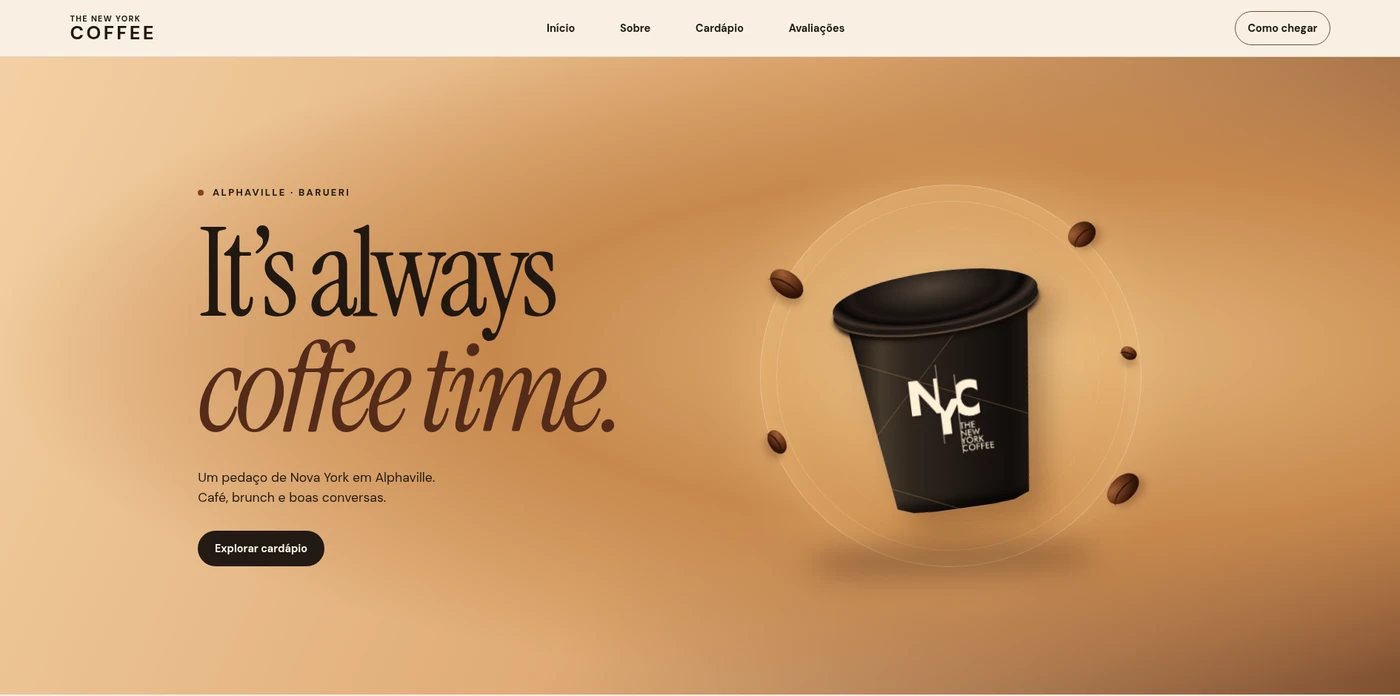 THE NEW YORK
COFFEE
Início
Sobre
Cardápio
Avaliações
Como chegar
ALPHAVILLE · BARUERI
It’s always
coffee time.
Um pedaço de Nova York em Alphaville.
Café, brunch e boas conversas.
Explorar cardápio
NYC
THE
NEW
YORK
COFFEE